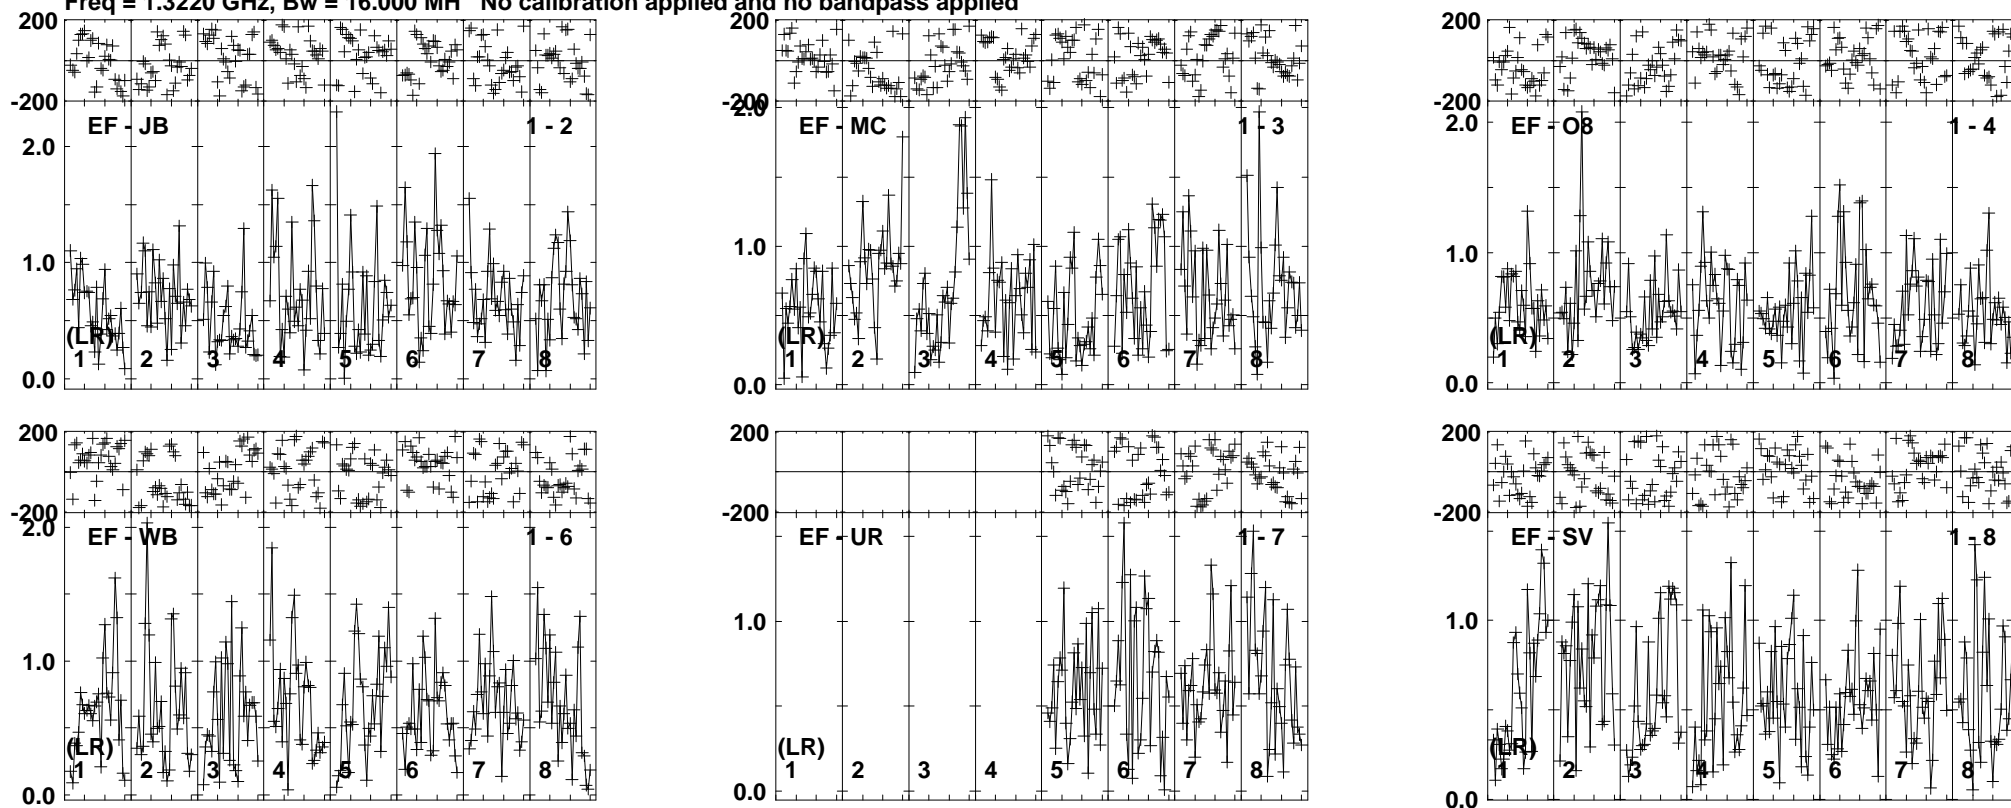 Freq = 1.3220 GHz, Bw = 16.000 MH No calibration applied and no bandpass applied
200
-200
EF - JB
1 - 2
2.0
1.0
0.0
(LR)
1 2 3 4 5 6 7 8
200
-200
2.0
EF - MC
1 - 3
1.0
0.0
(LR)
1 2 3 4 5 6 7 8
200
-200
2.0
EF - O8
1 - 4
1.0
0.0
(LR)
1 2 3 4 5 6 7 8
200
-200
2.0
EF - WB
1 - 6
1.0
0.0
(LR)
1 2 3 4 5 6 7 8
200
-200
EF - UR
1 - 7
1.0
0.0
(LR)
1 2 3 4 5 6 7 8
200
-200
EF - SV
1 - 8
1.0
0.0
(LR)
1 2 3 4 5 6 7 8